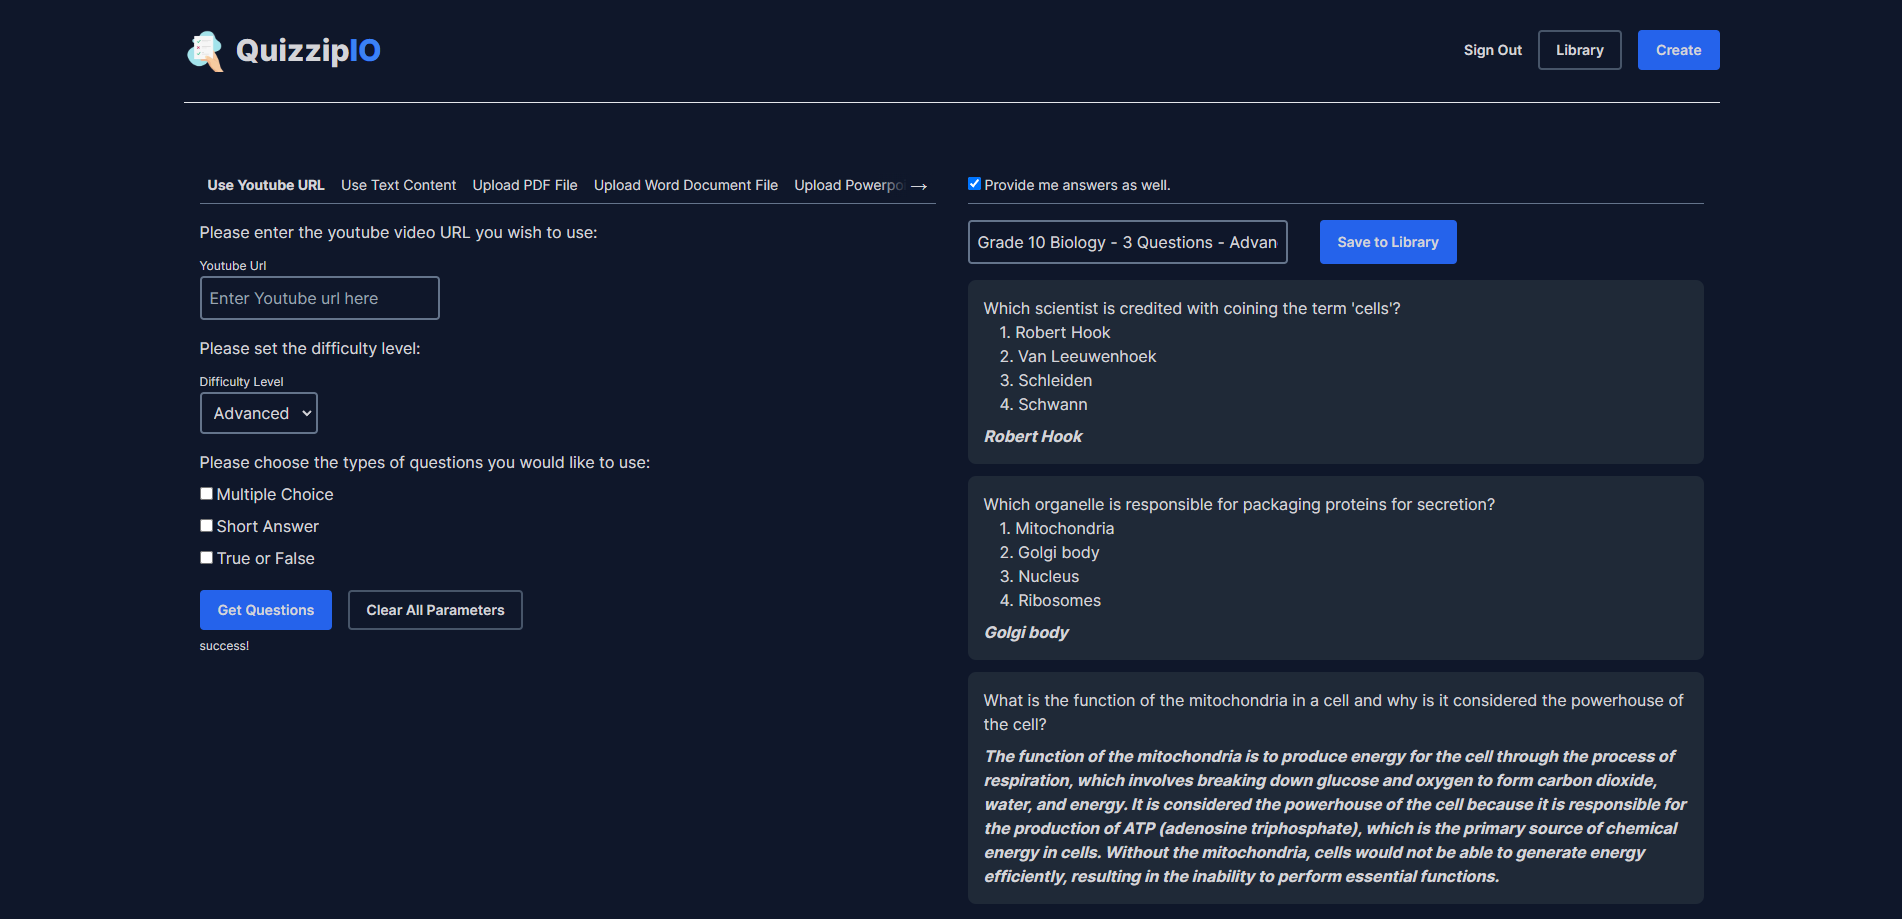 QuizzipIO
Sign Out
Library
Create
Use Youtube URL
Use Text Content
Upload PDF File
Upload Word Document File
Upload Powerpo
→
Provide me answers as well.
Please enter the youtube video URL you wish to use:
Youtube Url
Enter Youtube url here
Please set the difficulty level:
Difficulty Level
Advanced
Please choose the types of questions you would like to use:
Multiple Choice
Short Answer
True or False
Get Questions
Clear All Parameters
success!
Grade 10 Biology - 3 Questions - Advan
Save to Library
Which scientist is credited with coining the term 'cells'?
1. Robert Hook
2. Van Leeuwenhoek
3. Schleiden
4. Schwann
Robert Hook
Which organelle is responsible for packaging proteins for secretion?
1. Mitochondria
2. Golgi body
3. Nucleus
4. Ribosomes
Golgi body
What is the function of the mitochondria in a cell and why is it considered the powerhouse of
the cell?
The function of the mitochondria is to produce energy for the cell through the process of
respiration, which involves breaking down glucose and oxygen to form carbon dioxide,
water, and energy. It is considered the powerhouse of the cell because it is responsible for
the production of ATP (adenosine triphosphate), which is the primary source of chemical
energy in cells. Without the mitochondria, cells would not be able to generate energy
efficiently, resulting in the inability to perform essential functions.